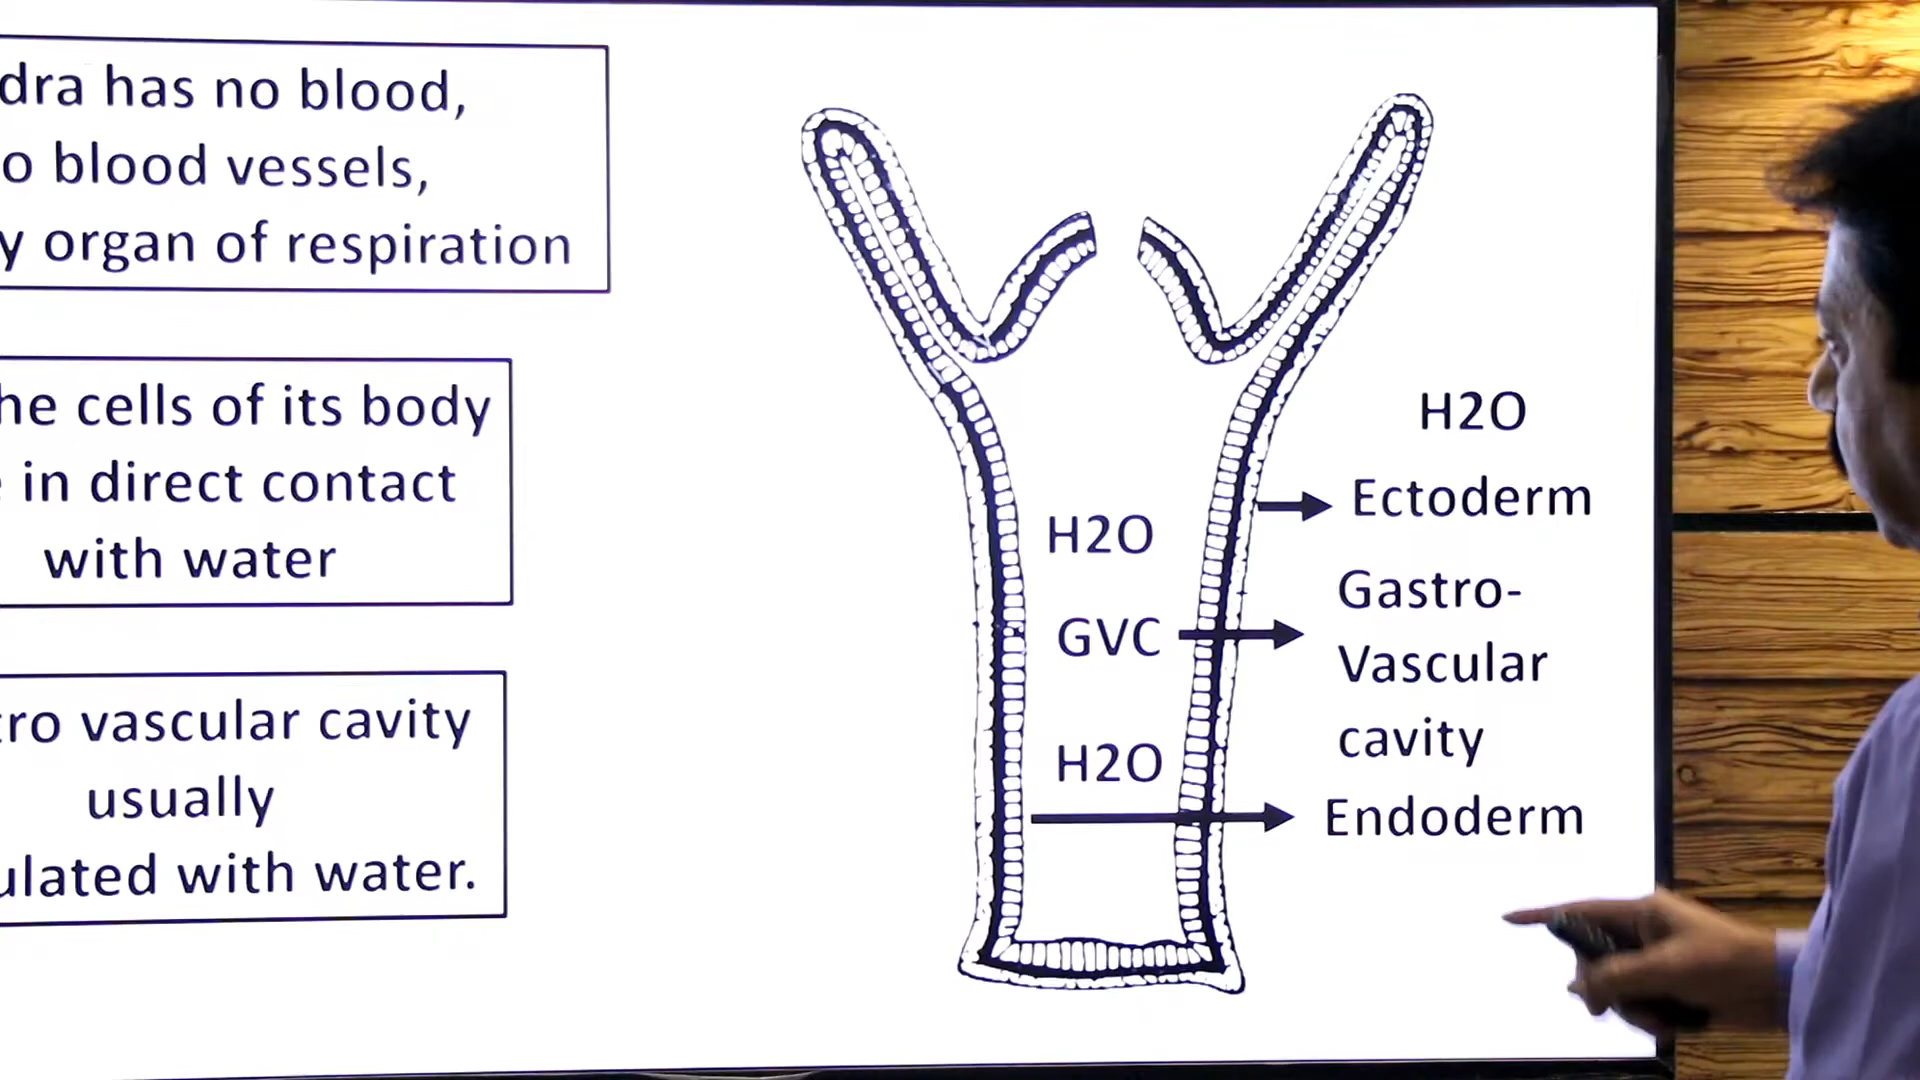 dra has no blood,
o blood vessels,
y organ of respiration
he cells of its body
in direct contact
with water
tro vascular cavity
usually
ulated with water.
H2O
Ectoderm
H2O
Gastro-
GVC
Vascular
cavity
H2O
Endoderm